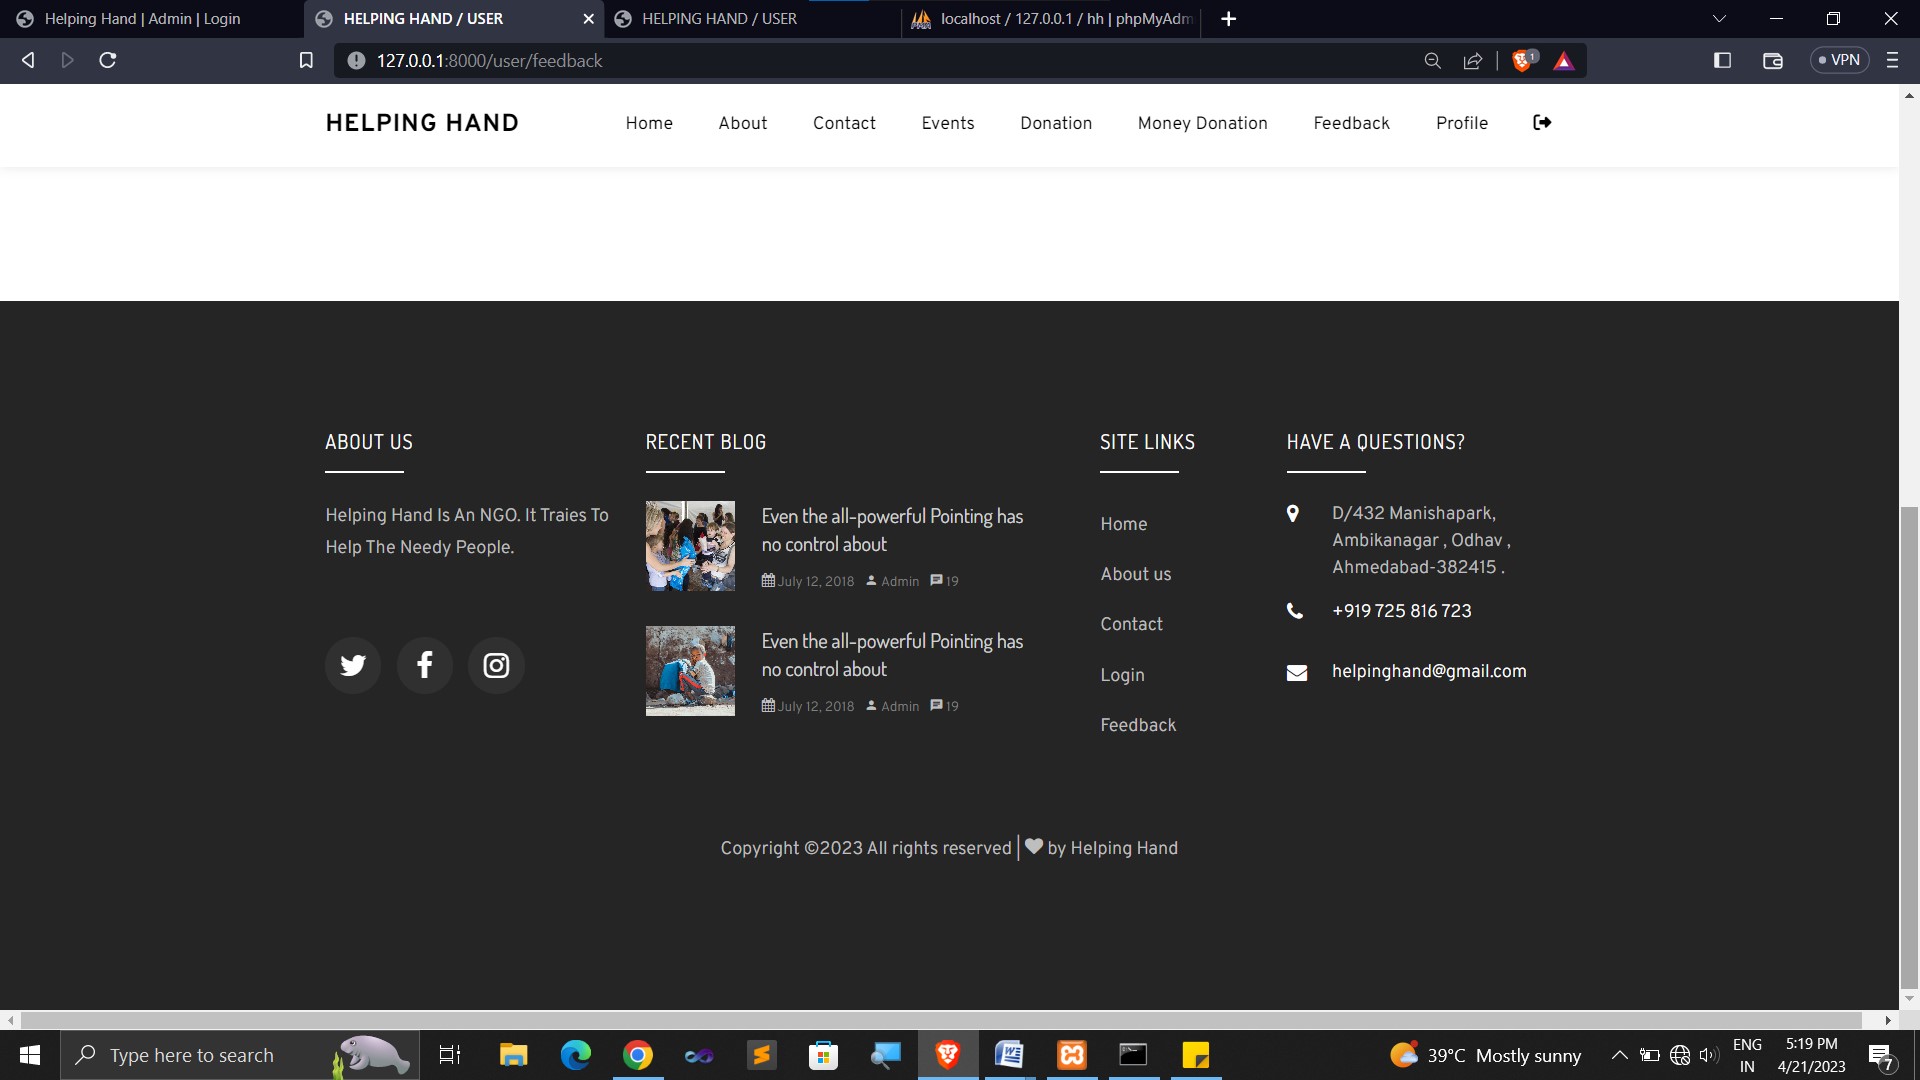 Helping Hand | Admin | Login
HELPING HAND / USER
HELPING HAND / USER
localhost / 127.0.0.1 / hh | phpMyAdm
127.0.0.1:8000/user/feedback
1
VPN
HELPING HAND
Home
About
Contact
Events
Donation
Money Donation
Feedback
Profile
ABOUT US
Helping Hand Is An NGO. It Traies To
Help The Needy People.
RECENT BLOG
Even the all-powerful Pointing has
no control about
July 12, 2018 Admin 19
Even the all-powerful Pointing has
no control about
July 12, 2018 Admin 19
SITE LINKS
Home
About us
Contact
Login
Feedback
HAVE A QUESTIONS?
D/432 Manishapark,
Ambikanagar , Odhav ,
Ahmedabad-382415 .
+919 725 816 723
helpinghand@gmail.com
Copyright ©2023 All rights reserved | by Helping Hand
Type here to search
39°C Mostly sunny
ENG
IN
5:19 PM
4/21/2023
7